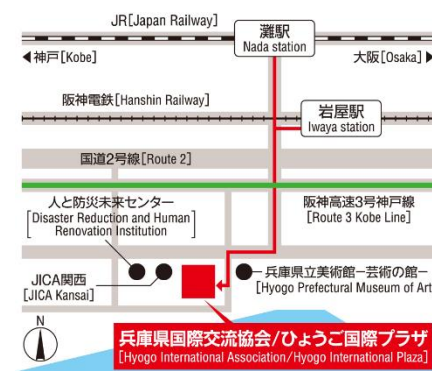 JR[Japan Railway]
灘駅
Nada station
◀神戸[Kobe]
大阪[Osaka]▶
阪神電鉄[Hanshin Railway]
岩屋駅
Iwaya station
国道2号線[Route 2]
人と防災未来センター
[Disaster Reduction and Human
Renovation Institution]
阪神高速3号神戸線
[Route 3 Kobe Line]
JICA関西
[JICA Kansai]
兵庫県立美術館−芸術の館−
[Hyogo Prefectural Museum of Art
N
兵庫県国際交流協会/ひょうご国際プラザ
[Hyogo International Association/Hyogo International Plaza]